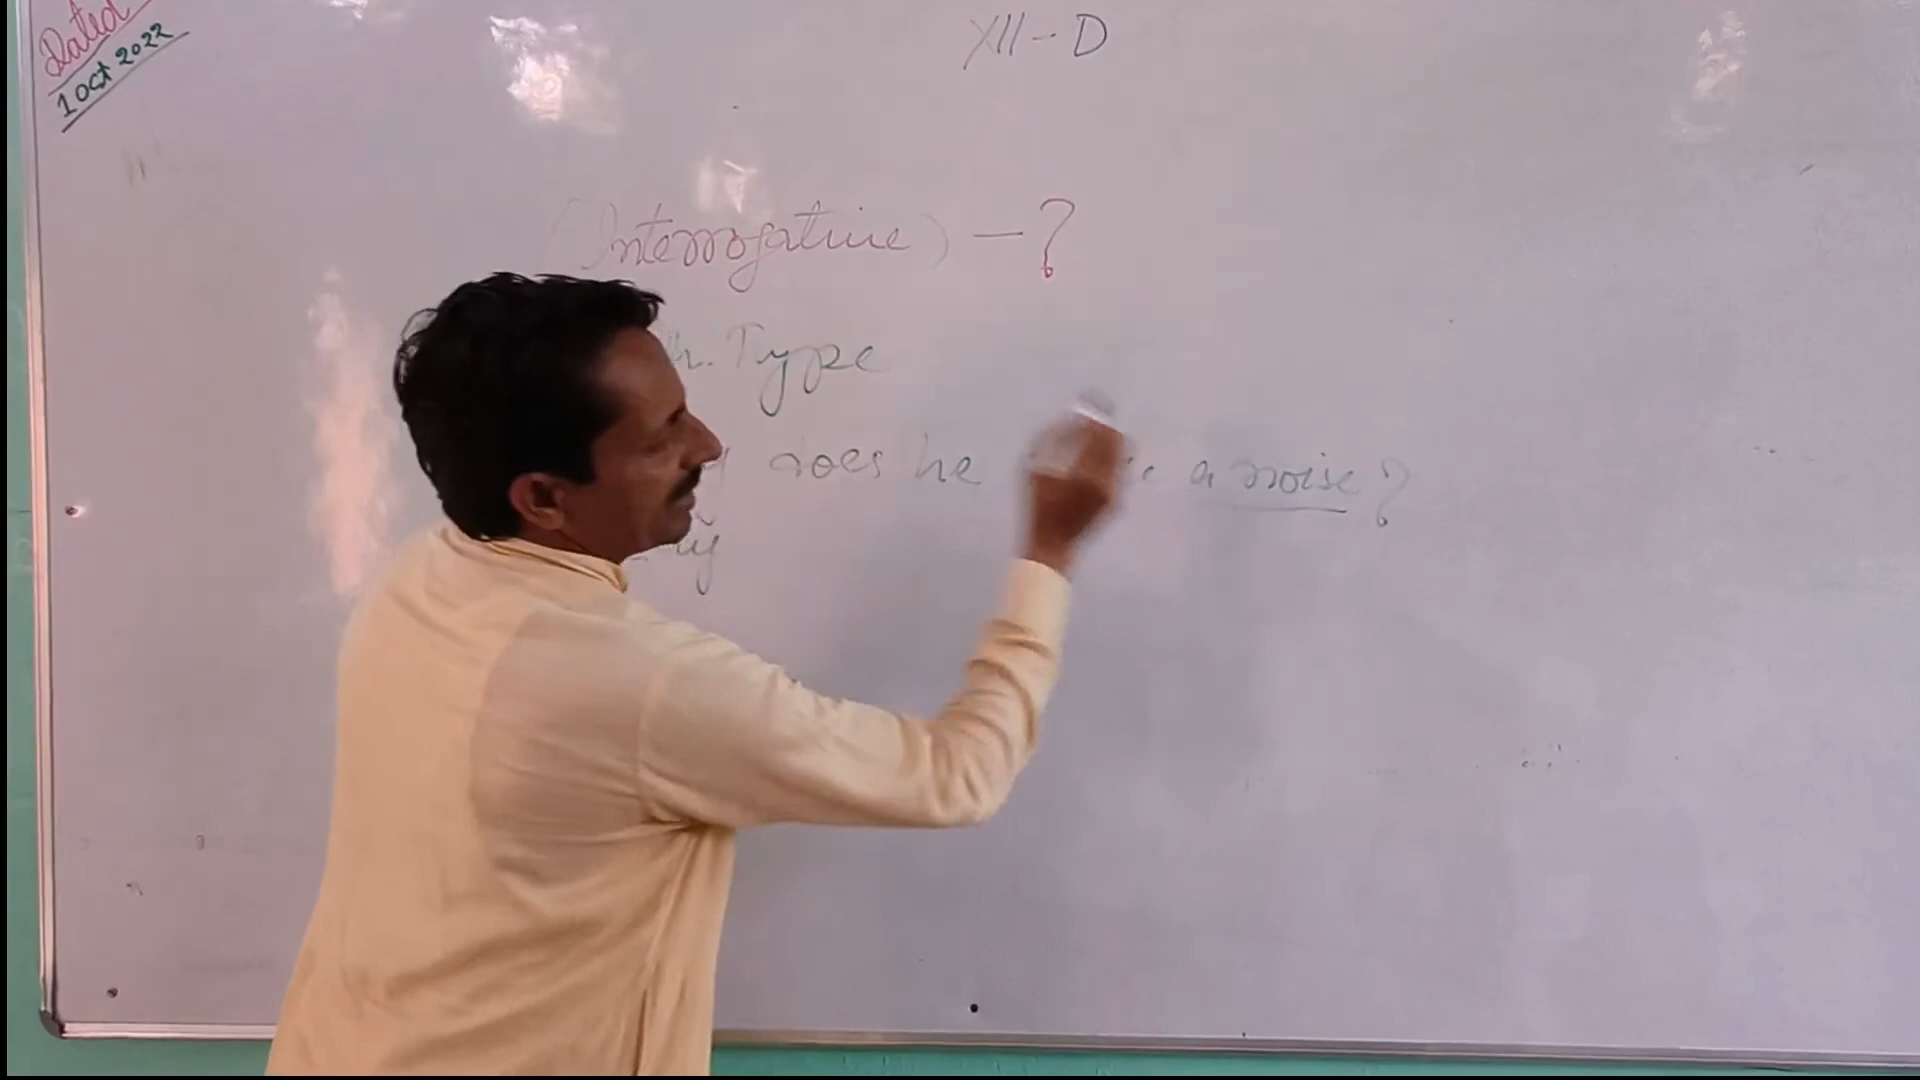 Dated
1 Oct 2022
XII - D
(Interrogative) - ?
Type
does he a noise ?